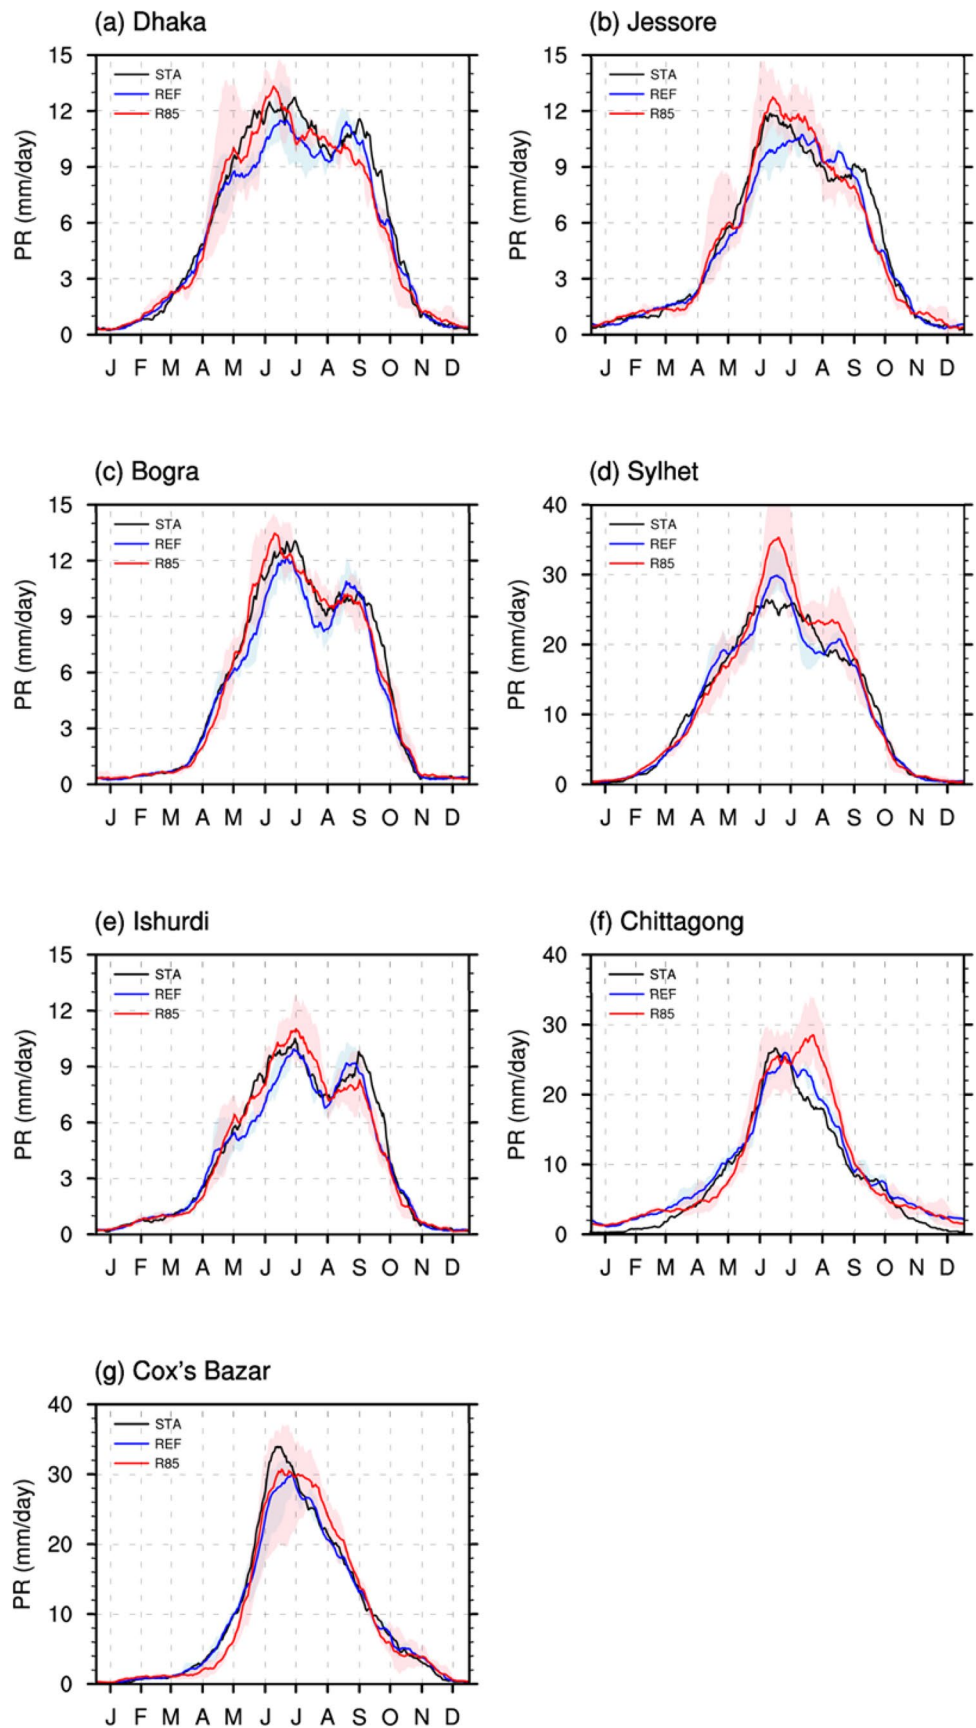 (a) Dhaka
PR (mm/day)
15
12
9
6
3
0
STA
REF
R85
J F M A M J J A S O N D
(b) Jessore
PR (mm/day)
15
12
9
6
3
0
STA
REF
R85
J F M A M J J A S O N D
(c) Bogra
PR (mm/day)
15
12
9
6
3
0
STA
REF
R85
J F M A M J J A S O N D
(d) Sylhet
PR (mm/day)
40
30
20
10
0
STA
REF
R85
J F M A M J J A S O N D
(e) Ishurdi
PR (mm/day)
15
12
9
6
3
0
STA
REF
R85
J F M A M J J A S O N D
(f) Chittagong
PR (mm/day)
40
30
20
10
0
STA
REF
R85
J F M A M J J A S O N D
(g) Cox's Bazar
PR (mm/day)
40
30
20
10
0
STA
REF
R85
J F M A M J J A S O N D